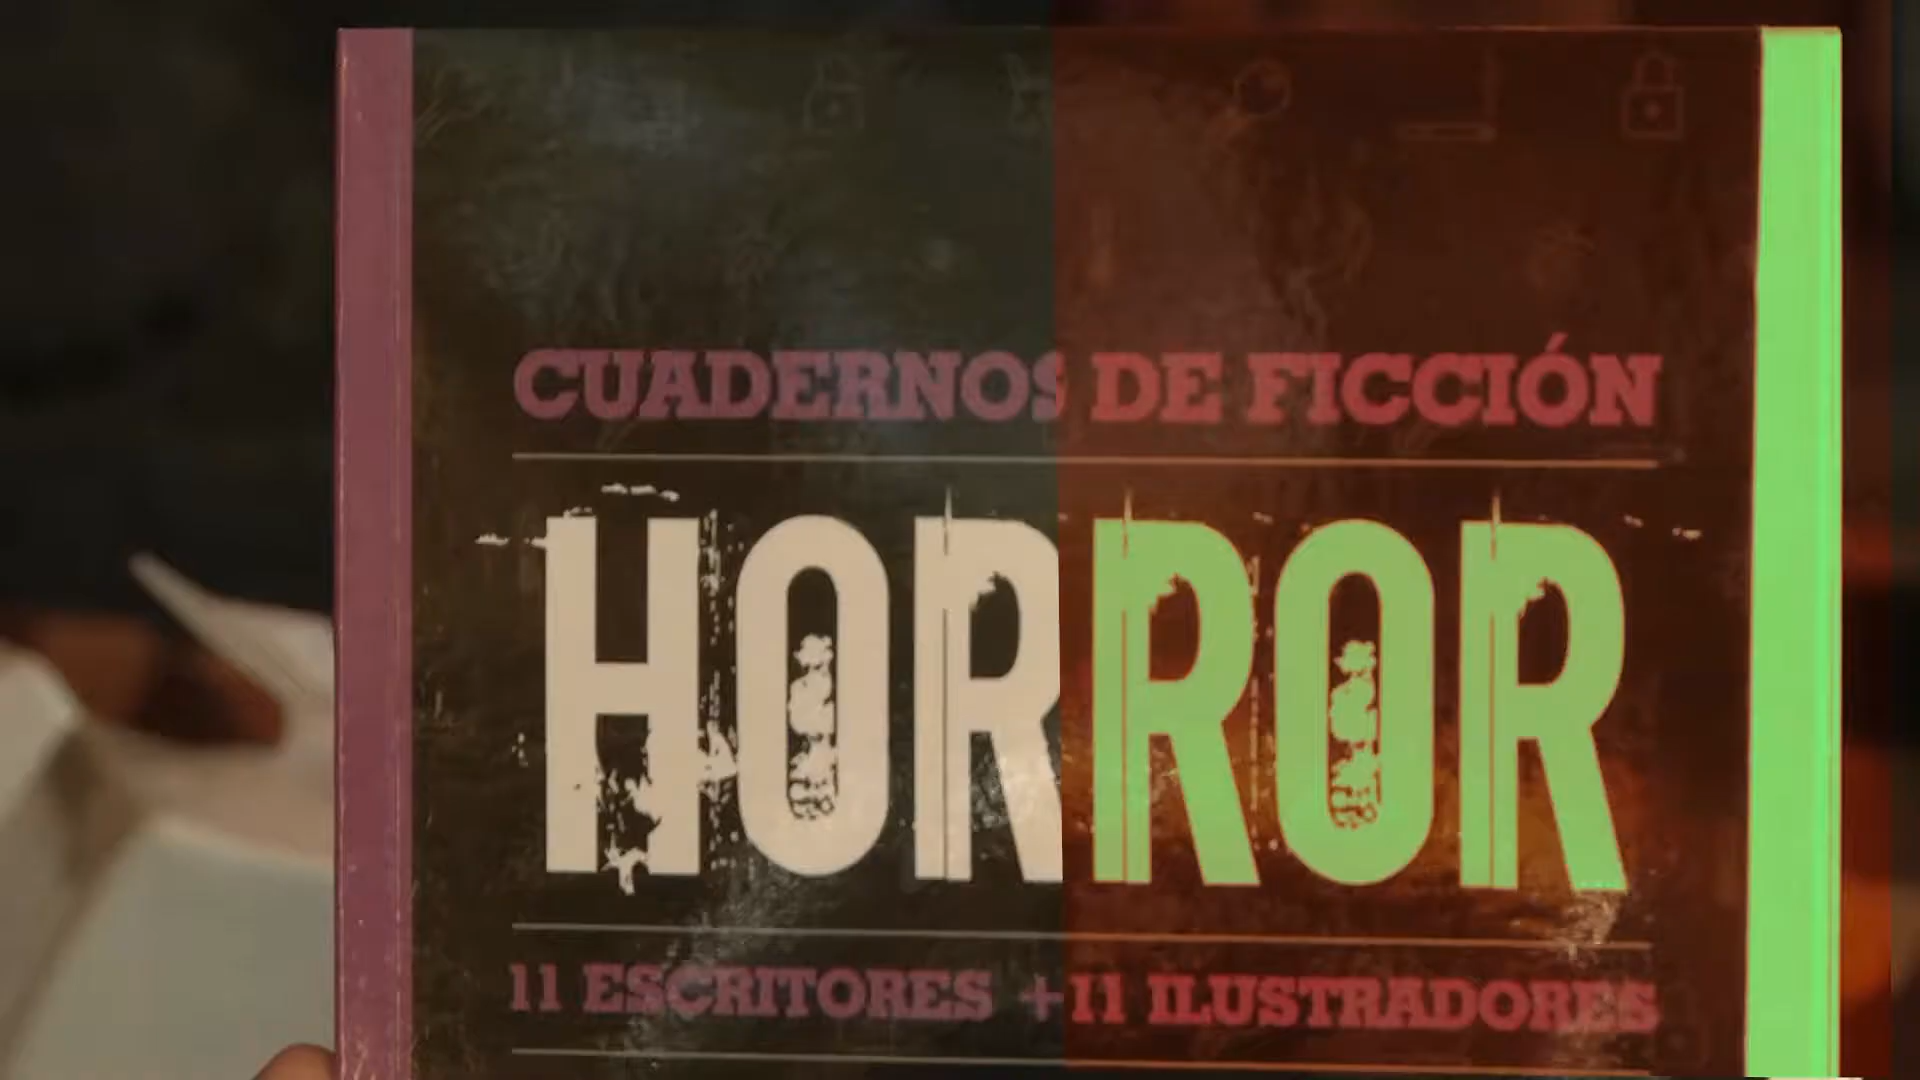 CUADERNOS DE FICCIÓN
HORROR
11 ESCRITORES + 11 ILUSTRADORES